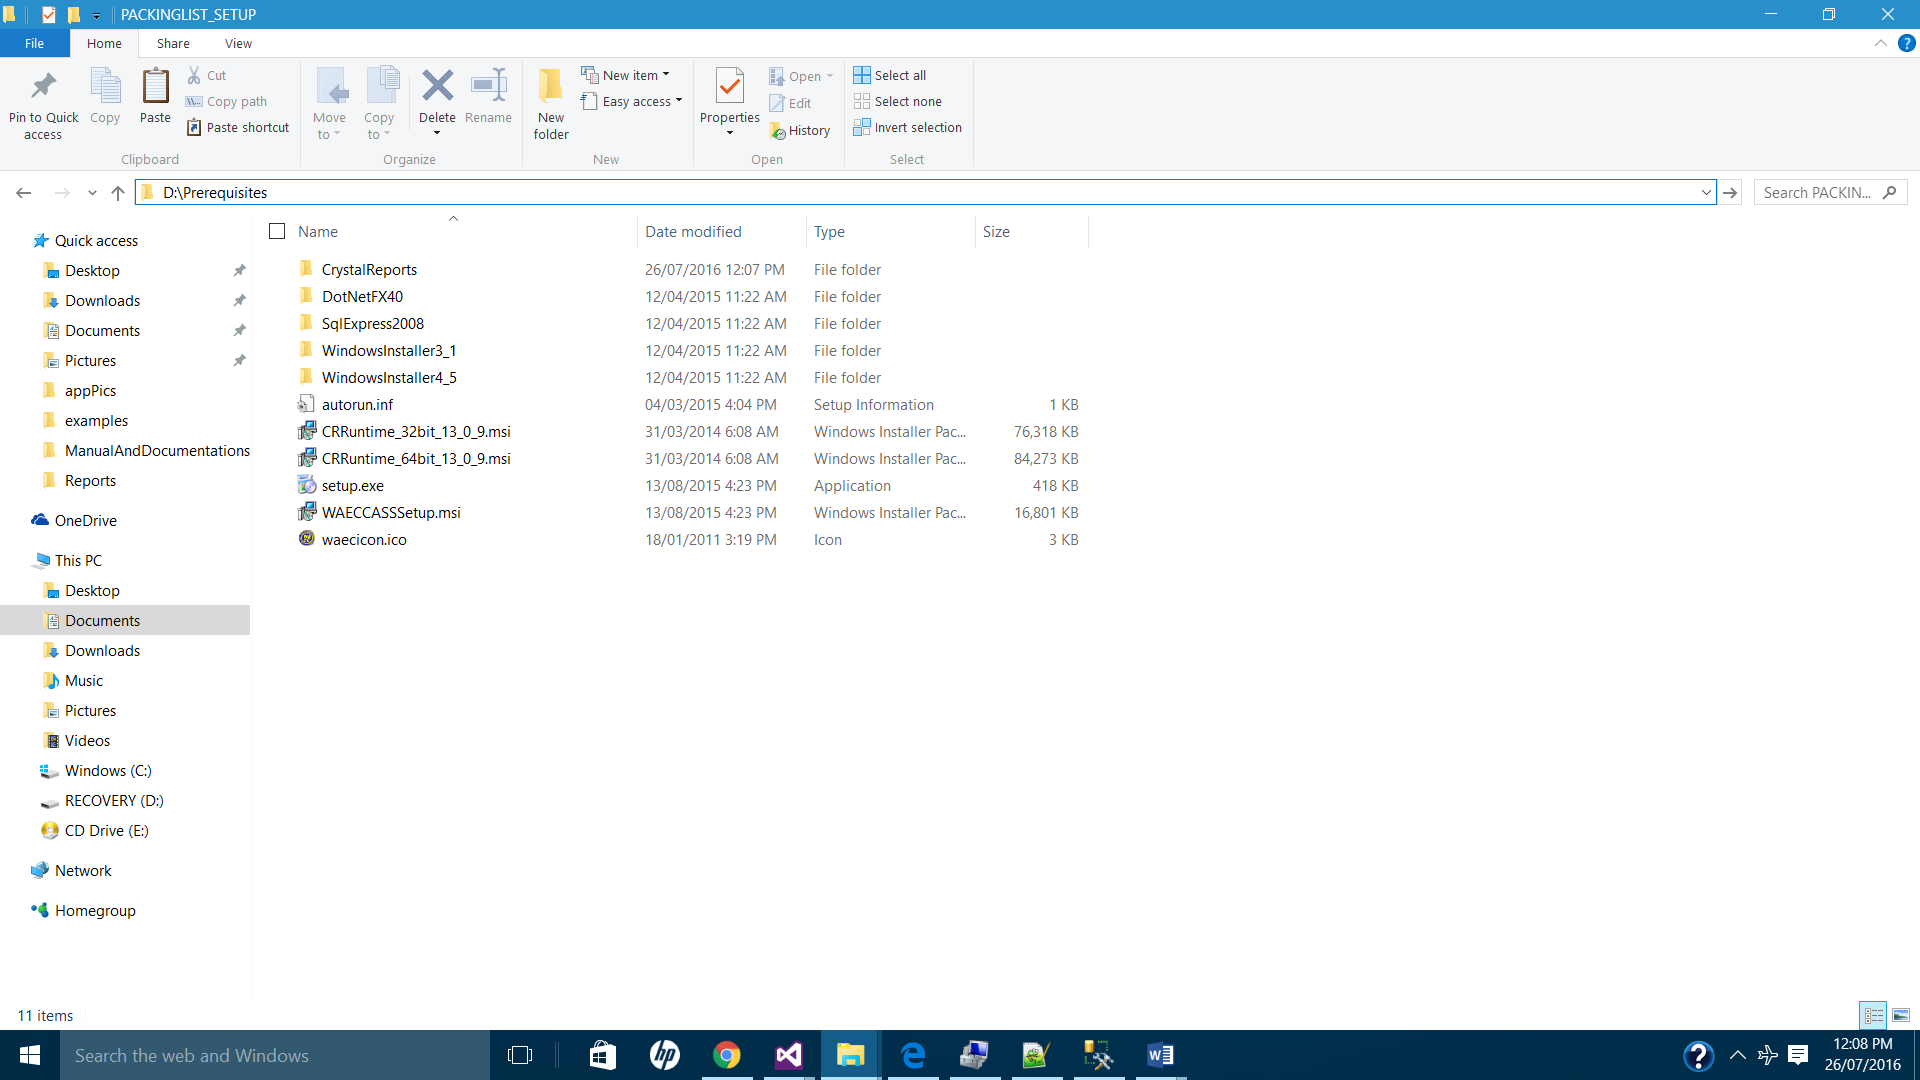 PACKINGLIST_SETUP
File Home Share View
Pin to Quick access
Copy
Paste
Cut
Copy path
Paste shortcut
Clipboard
Move to
Copy to
Delete
Rename
Organize
New folder
New item
Easy access
New
Properties
Open
Edit
History
Open
Select all
Select none
Invert selection
Select
D:\Prerequisites
Search PACKIN...
Quick access
Desktop
Downloads
Documents
Pictures
appPics
examples
ManualAndDocumentations
Reports
OneDrive
This PC
Desktop
Documents
Downloads
Music
Pictures
Videos
Windows (C:)
RECOVERY (D:)
CD Drive (E:)
Network
Homegroup
Name Date modified Type Size
CrystalReports 26/07/2016 12:07 PM File folder
DotNetFX40 12/04/2015 11:22 AM File folder
SqlExpress2008 12/04/2015 11:22 AM File folder
WindowsInstaller3_1 12/04/2015 11:22 AM File folder
WindowsInstaller4_5 12/04/2015 11:22 AM File folder
autorun.inf 04/03/2015 4:04 PM Setup Information 1 KB
CRRuntime_32bit_13_0_9.msi 31/03/2014 6:08 AM Windows Installer Pac... 76,318 KB
CRRuntime_64bit_13_0_9.msi 31/03/2014 6:08 AM Windows Installer Pac... 84,273 KB
setup.exe 13/08/2015 4:23 PM Application 418 KB
WAECCASSSetup.msi 13/08/2015 4:23 PM Windows Installer Pac... 16,801 KB
waecicon.ico 18/01/2011 3:19 PM Icon 3 KB
11 items
Search the web and Windows
hp
12:08 PM
26/07/2016